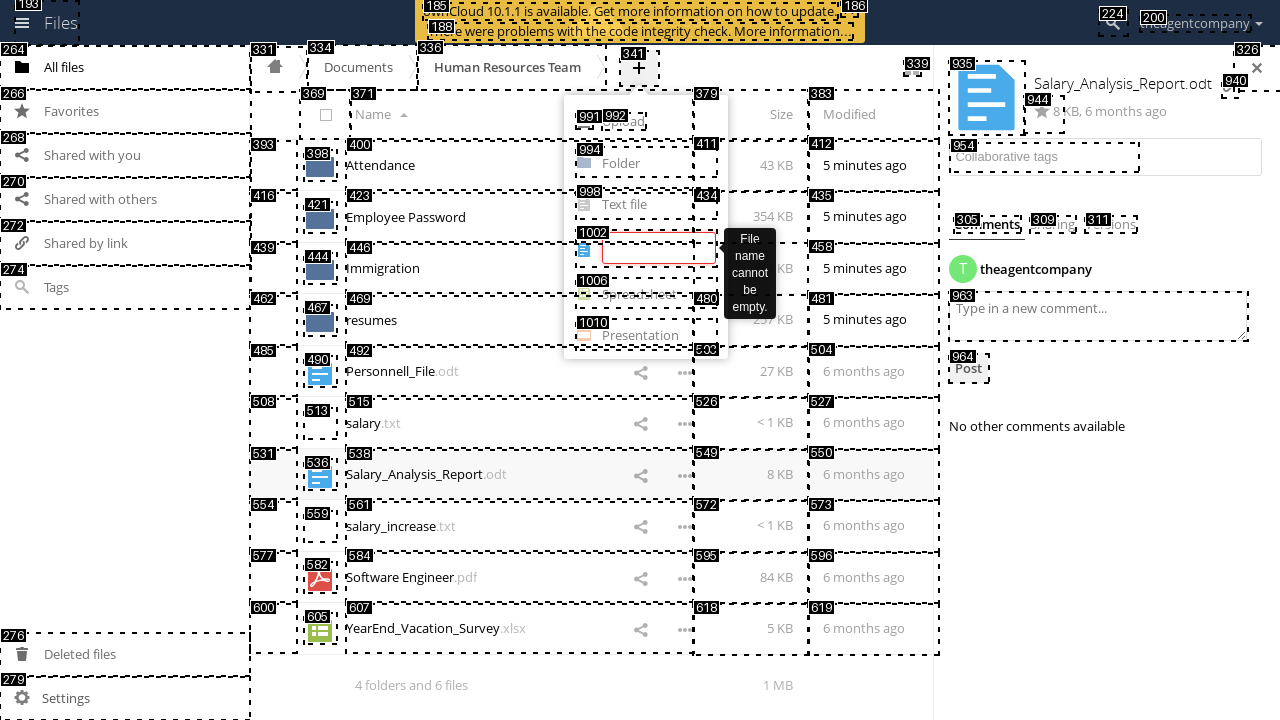 Files
ownCloud 10.1.1 is available. Get more information on how to update.
There were problems with the code integrity check. More information…
theagentcompany
193
185
186
188
224
200
264
All files
266
Favorites
268
Shared with you
270
Shared with others
272
Shared by link
274
Tags
276
Deleted files
279
Settings
331
334
Documents
336
Human Resources Team
341
+
339
326
369
371
Name
379
Size
383
Modified
393
398
400
Attendance
411
43 KB
412
5 minutes ago
416
421
423
Employee Password
434
354 KB
435
5 minutes ago
439
444
446
Immigration
KB
458
5 minutes ago
462
467
469
resumes
480
257 KB
481
5 minutes ago
485
490
492
Personnell_File.odt
503
27 KB
504
6 months ago
508
513
515
salary.txt
526
< 1 KB
527
6 months ago
531
536
538
Salary_Analysis_Report.odt
549
8 KB
550
6 months ago
554
559
561
salary_increase.txt
572
< 1 KB
573
6 months ago
577
582
584
Software Engineer.pdf
595
84 KB
596
6 months ago
600
605
607
YearEnd_Vacation_Survey.xlsx
618
5 KB
619
6 months ago
4 folders and 6 files
1 MB
991
992
Upload
994
Folder
998
Text file
1002
1006
Spreadsheet
1010
Presentation
File
name
cannot
be
empty.
935
Salary_Analysis_Report.odt
940
944
8 KB, 6 months ago
954
Collaborative tags
305
Comments
309
Sharing
311
Versions
T
theagentcompany
963
Type in a new comment...
964
Post
No other comments available